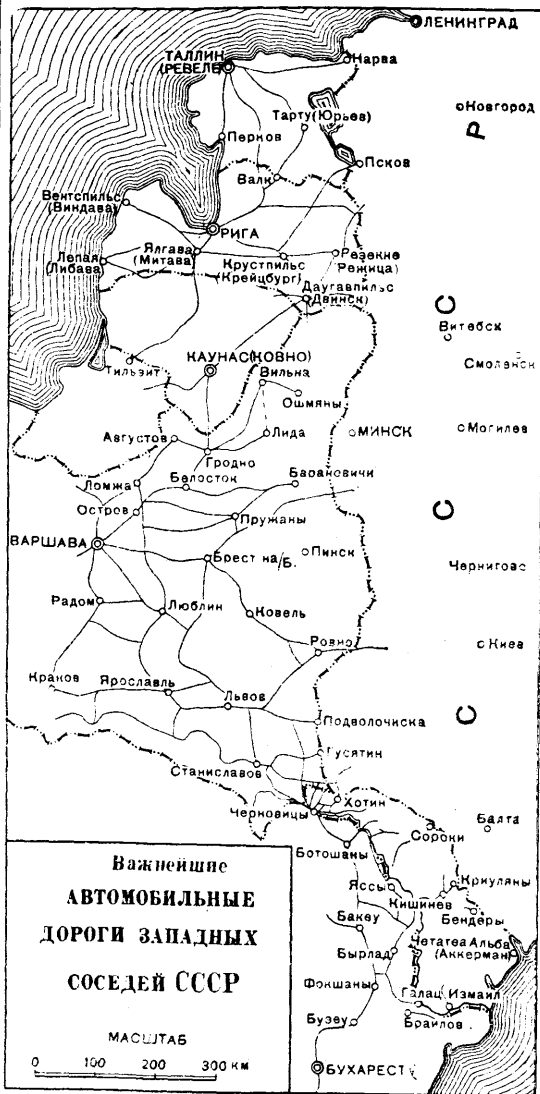 ЛЕНИНГРАД
ТАЛЛИН
(РЕВЕЛЬ)
Нарва
Новгород
Тарту(Юрьев)
Р
Пернов
Псков
Валк
Вентспильс
(Виндава)
РИГА
Ялгава
(Митава)
Лепая
(Либава)
Крустпильс
(Крейцбург)
Резекне
(Режица)
Даугавпильс
(Двинск)
С
Витебск
Тильзит
КАУНАС(КОВНО)
Вильна
Смоленск
Ошмяны
Августов
Лида
МИНСК
Могилев
Гродно
Ломжа
Белосток
Барановичи
Остров
Пружаны
С
ВАРШАВА
Брест на/Б.
Пинск
Чернигов
Радом
Люблин
Ковель
Ровно
Киев
Краков
Ярославль
Львов
С
Подволочиска
Гусятин
Станиславов
Хотин
Черновицы
Сороки
Балта
Ботошаны
Яссы
Криуляны
Кишинев
Бендеры
Бакеу
Четатеа Альба
(Аккерман)
Бырлад
Фокшаны
Галац
Измаил
Бузеу
Браилов
БУХАРЕСТ
Важнейшие
АВТОМОБИЛЬНЫЕ
ДОРОГИ ЗАПАДНЫХ
СОСЕДЕЙ СССР
МАСШТАБ
0 100 200 300 км